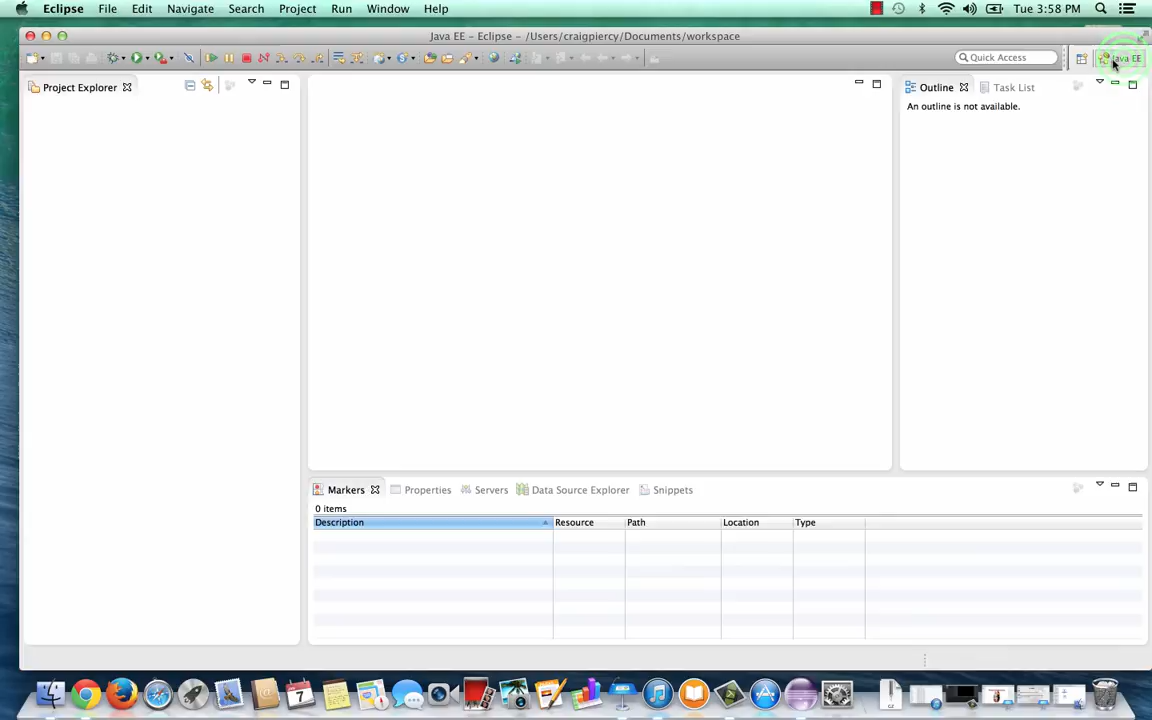 Eclipse File Edit Navigate Search Project Run Window Help Tue 3:58 PM
Java EE – Eclipse – /Users/craigpiercy/Documents/workspace
Quick Access Java EE
Project Explorer
Outline Task List
An outline is not available.
Markers Properties Servers Data Source Explorer Snippets
0 items
Description Resource Path Location Type
7